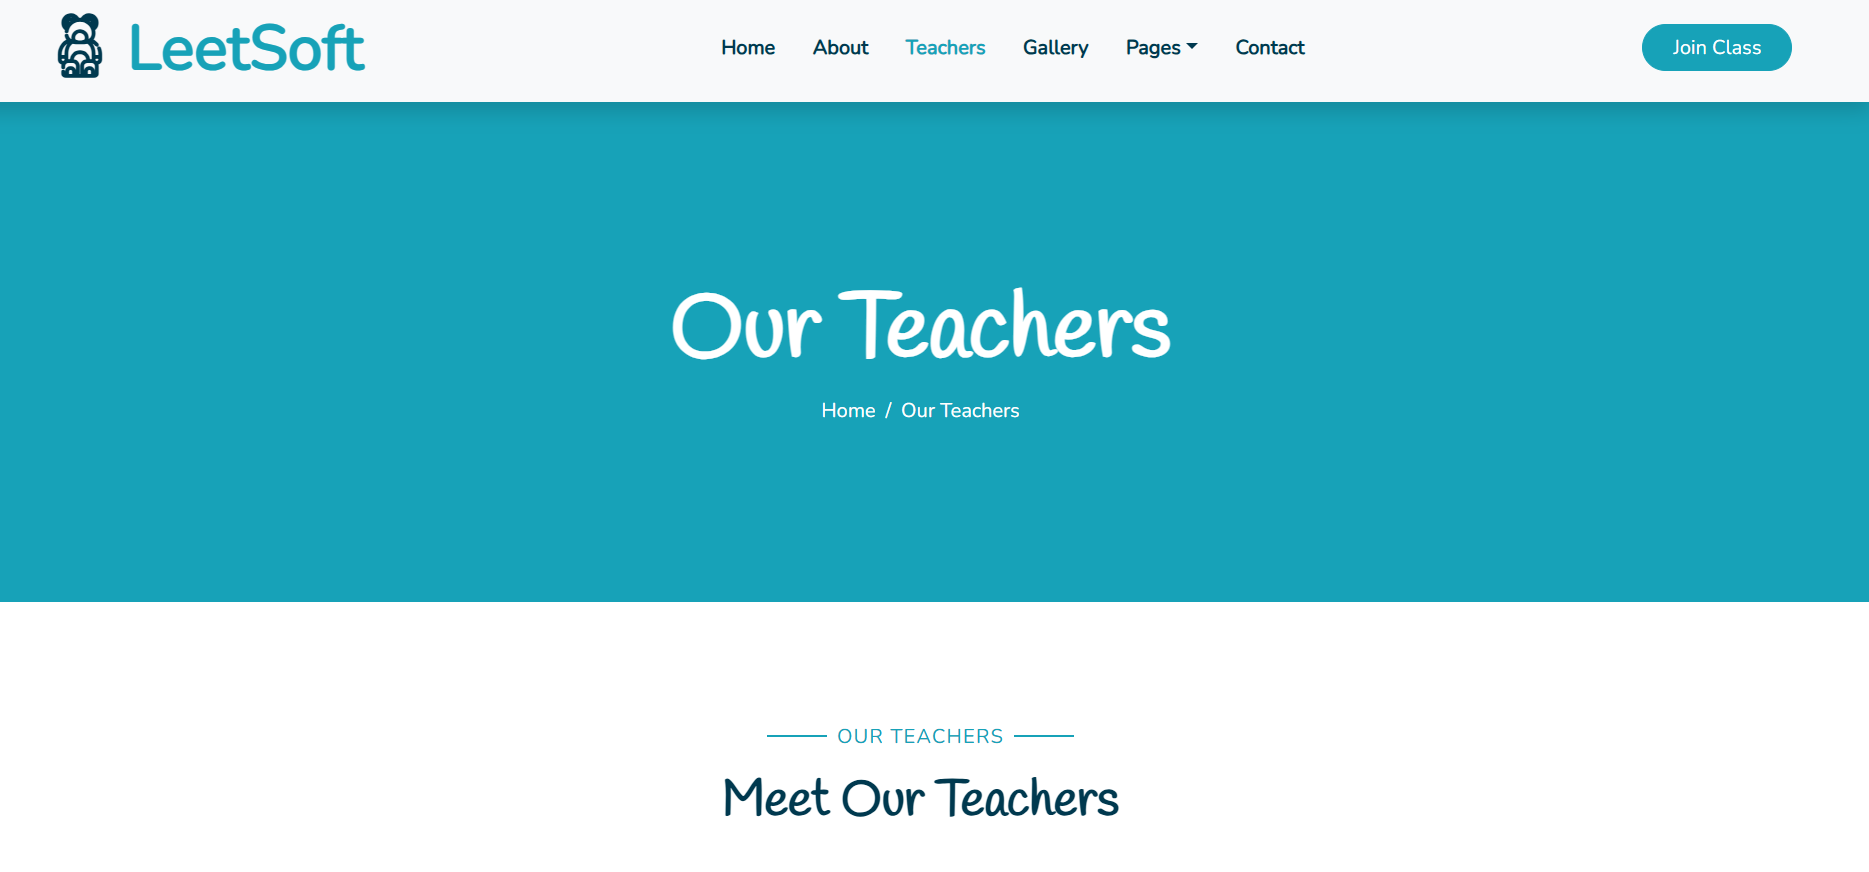 LeetSoft
Home About Teachers Gallery Pages Contact
Join Class
Our Teachers
Home / Our Teachers
OUR TEACHERS
Meet Our Teachers